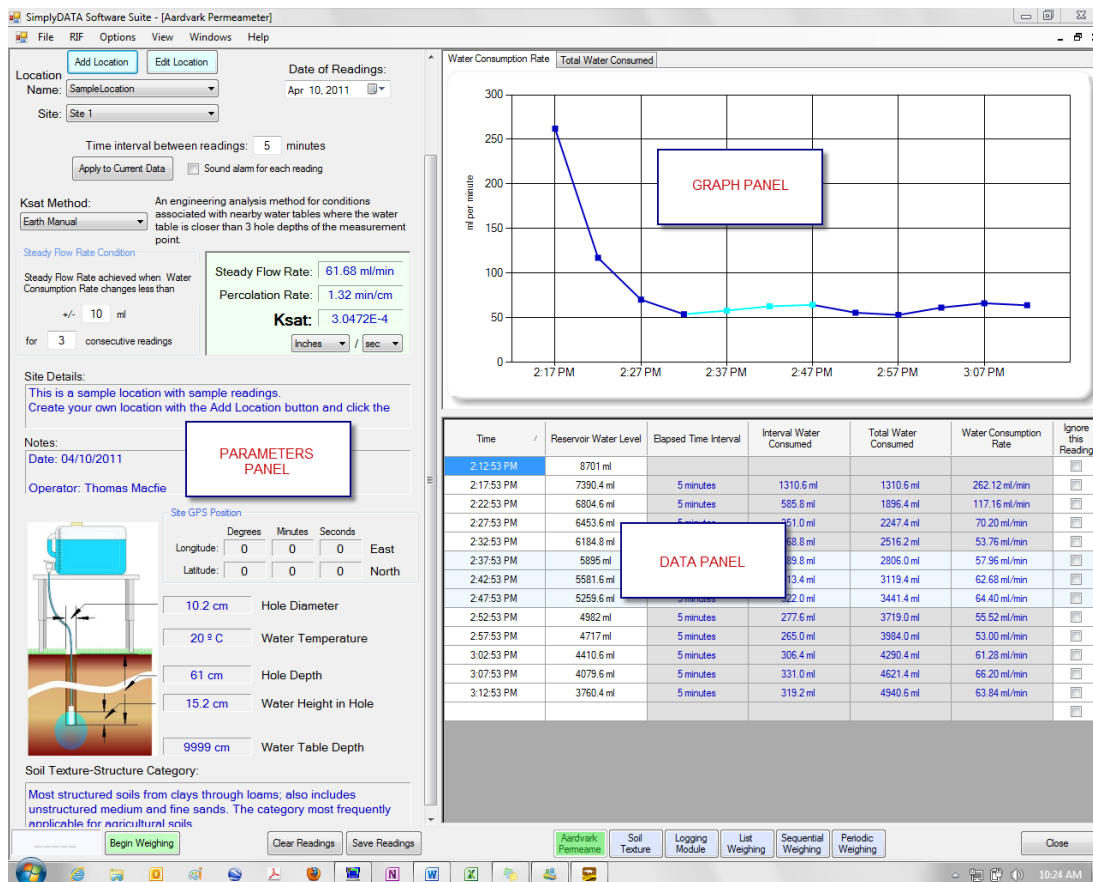 SimplyDATA Software Suite - [Aardvark Permeameter]
File RIF Options View Windows Help
Add Location Edit Location
Location Name: SampleLocation
Date of Readings:
Apr 10, 2011
Site: Site 1
Time interval between readings: 5 minutes
Apply to Current Data Sound alarm for each reading
Ksat Method:
Earth Manual
An engineering analysis method for conditions
associated with nearby water tables where the water
table is closer than 3 hole depths of the measurement
point.
Steady Flow Rate Condition
Steady Flow Rate achieved when Water
Consumption Rate changes less than
+/- 10 ml
for 3 consecutive readings
Steady Flow Rate: 61.68 ml/min
Percolation Rate: 1.32 min/cm
Ksat: 3.0472E-4
Inches / sec
Site Details:
This is a sample location with sample readings.
Create your own location with the Add Location button and click the
Notes:
Date: 04/10/2011
Operator: Thomas Macfie
PARAMETERS
PANEL
Site GPS Position
Degrees Minutes Seconds
Longitude: 0 0 0 East
Latitude: 0 0 0 North
10.2 cm Hole Diameter
20 º C Water Temperature
61 cm Hole Depth
15.2 cm Water Height in Hole
9999 cm Water Table Depth
Soil Texture-Structure Category:
Most structured soils from clays through loams; also includes
unstructured medium and fine sands. The category most frequently
applicable for agricultural soils
_ _ _ _ _ Begin Weighing Clear Readings Save Readings
Water Consumption Rate Total Water Consumed
ml per minute
300
250
200
150
100
50
0
2:17 PM 2:27 PM 2:37 PM 2:47 PM 2:57 PM 3:07 PM
GRAPH PANEL
Time / Reservoir Water Level Elapsed Time Interval Interval Water Consumed Total Water Consumed Water Consumption Rate Ignore this Reading
2:12:53 PM 8701 ml
2:17:53 PM 7390.4 ml 5 minutes 1310.6 ml 1310.6 ml 262.12 ml/min
2:22:53 PM 6804.6 ml 5 minutes 585.8 ml 1896.4 ml 117.16 ml/min
2:27:53 PM 6453.6 ml 5 minutes 51.0 ml 2247.4 ml 70.20 ml/min
2:32:53 PM 6184.8 ml 68.8 ml 2516.2 ml 53.76 ml/min
2:37:53 PM 5895 ml 89.8 ml 2806.0 ml 57.96 ml/min
2:42:53 PM 5581.6 ml 13.4 ml 3119.4 ml 62.68 ml/min
2:47:53 PM 5259.6 ml 5 minutes 22.0 ml 3441.4 ml 64.40 ml/min
2:52:53 PM 4982 ml 5 minutes 277.6 ml 3719.0 ml 55.52 ml/min
2:57:53 PM 4717 ml 5 minutes 265.0 ml 3984.0 ml 53.00 ml/min
3:02:53 PM 4410.6 ml 5 minutes 306.4 ml 4290.4 ml 61.28 ml/min
3:07:53 PM 4079.6 ml 5 minutes 331.0 ml 4621.4 ml 66.20 ml/min
3:12:53 PM 3760.4 ml 5 minutes 319.2 ml 4940.6 ml 63.84 ml/min
DATA PANEL
Aardvark Permeame Soil Texture Logging Module List Weighing Sequential Weighing Periodic Weighing Close
10:24 AM